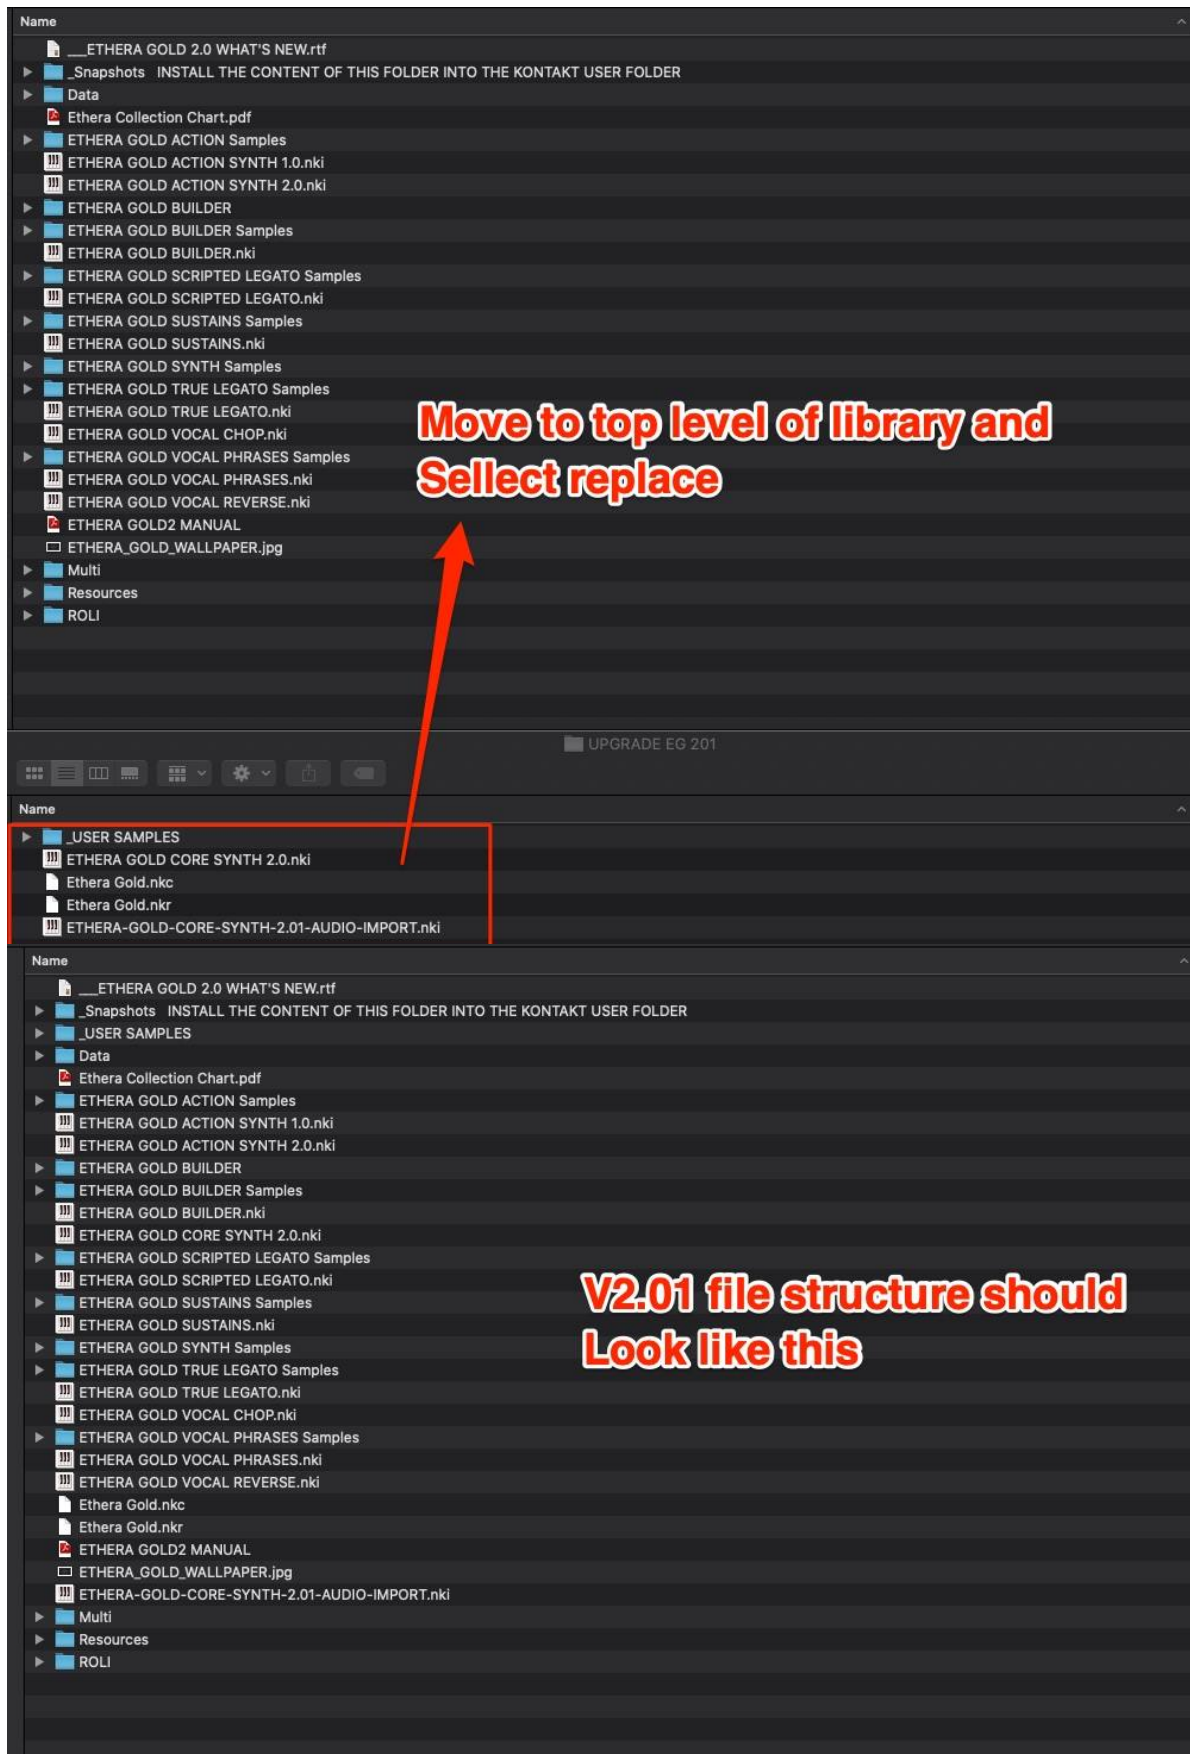 Name
___ETHERA GOLD 2.0 WHAT'S NEW.rtf
_Snapshots   INSTALL THE CONTENT OF THIS FOLDER INTO THE KONTAKT USER FOLDER
Data
Ethera Collection Chart.pdf
ETHERA GOLD ACTION Samples
ETHERA GOLD ACTION SYNTH 1.0.nki
ETHERA GOLD ACTION SYNTH 2.0.nki
ETHERA GOLD BUILDER
ETHERA GOLD BUILDER Samples
ETHERA GOLD BUILDER.nki
ETHERA GOLD SCRIPTED LEGATO Samples
ETHERA GOLD SCRIPTED LEGATO.nki
ETHERA GOLD SUSTAINS Samples
ETHERA GOLD SUSTAINS.nki
ETHERA GOLD SYNTH Samples
ETHERA GOLD TRUE LEGATO Samples
ETHERA GOLD TRUE LEGATO.nki
ETHERA GOLD VOCAL CHOP.nki
ETHERA GOLD VOCAL PHRASES Samples
ETHERA GOLD VOCAL PHRASES.nki
ETHERA GOLD VOCAL REVERSE.nki
ETHERA GOLD2 MANUAL
ETHERA_GOLD_WALLPAPER.jpg
Multi
Resources
ROLI
Move to top level of library and
Sellect replace
UPGRADE EG 201
Name
_USER SAMPLES
ETHERA GOLD CORE SYNTH 2.0.nki
Ethera Gold.nkc
Ethera Gold.nkr
ETHERA-GOLD-CORE-SYNTH-2.01-AUDIO-IMPORT.nki
Name
___ETHERA GOLD 2.0 WHAT'S NEW.rtf
_Snapshots   INSTALL THE CONTENT OF THIS FOLDER INTO THE KONTAKT USER FOLDER
_USER SAMPLES
Data
Ethera Collection Chart.pdf
ETHERA GOLD ACTION Samples
ETHERA GOLD ACTION SYNTH 1.0.nki
ETHERA GOLD ACTION SYNTH 2.0.nki
ETHERA GOLD BUILDER
ETHERA GOLD BUILDER Samples
ETHERA GOLD BUILDER.nki
ETHERA GOLD CORE SYNTH 2.0.nki
ETHERA GOLD SCRIPTED LEGATO Samples
ETHERA GOLD SCRIPTED LEGATO.nki
ETHERA GOLD SUSTAINS Samples
ETHERA GOLD SUSTAINS.nki
ETHERA GOLD SYNTH Samples
ETHERA GOLD TRUE LEGATO Samples
ETHERA GOLD TRUE LEGATO.nki
ETHERA GOLD VOCAL CHOP.nki
ETHERA GOLD VOCAL PHRASES Samples
ETHERA GOLD VOCAL PHRASES.nki
ETHERA GOLD VOCAL REVERSE.nki
Ethera Gold.nkc
Ethera Gold.nkr
ETHERA GOLD2 MANUAL
ETHERA_GOLD_WALLPAPER.jpg
ETHERA-GOLD-CORE-SYNTH-2.01-AUDIO-IMPORT.nki
Multi
Resources
ROLI
V2.01 file structure should
Look like this